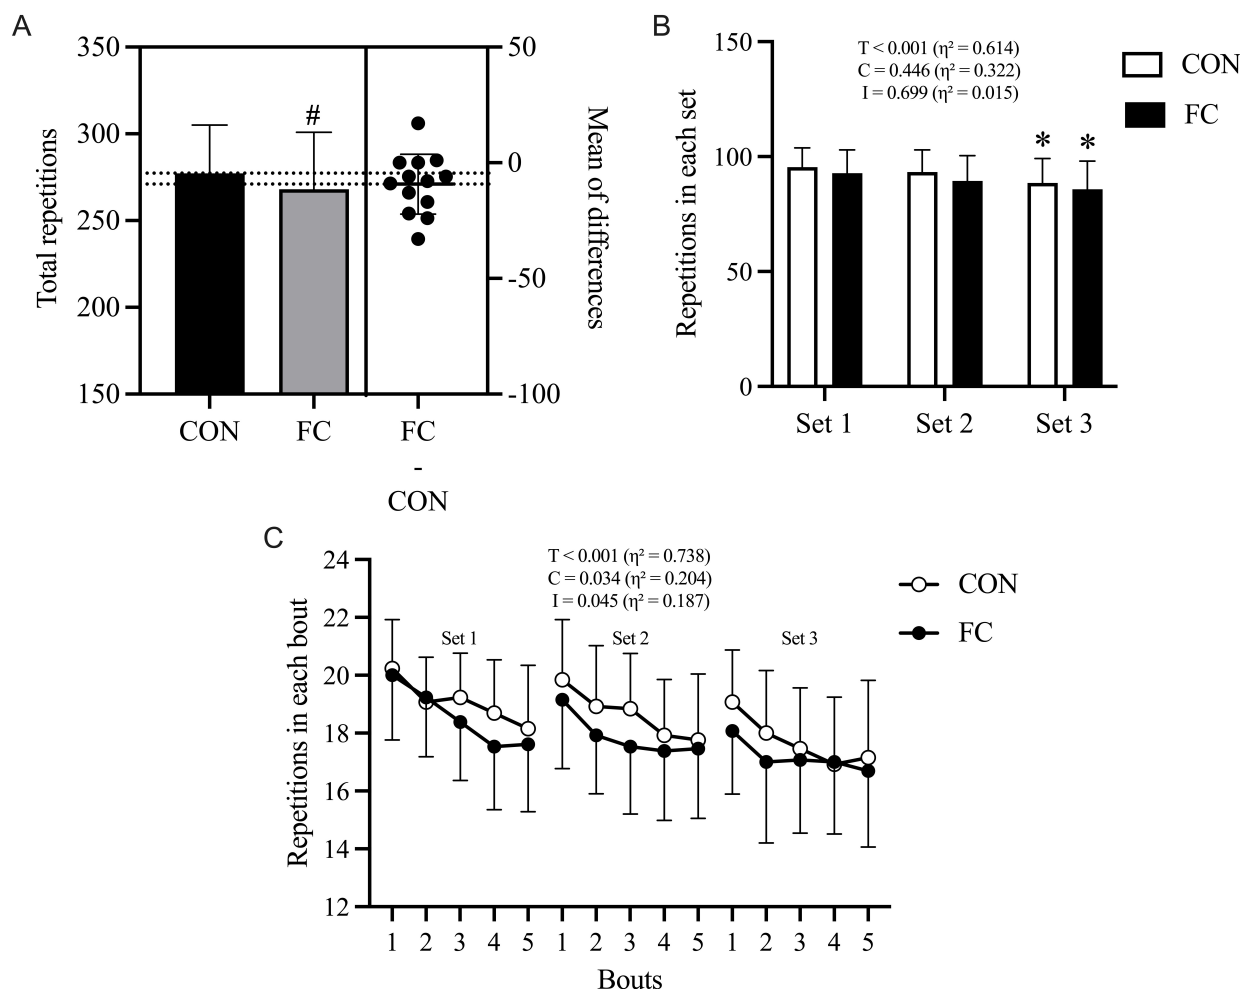 A
350
300
250
200
150
Total repetitions
#
50
0
-50
-100
Mean of differences
CON
FC
FC
-
CON
B
150
100
50
0
Repetitions in each set
T < 0.001 (η² = 0.614)
C = 0.446 (η² = 0.322)
I = 0.699 (η² = 0.015)
CON
FC
* *
Set 1 Set 2 Set 3
C
24
22
20
18
16
14
12
Repetitions in each bout
T < 0.001 (η² = 0.738)
C = 0.034 (η² = 0.204)
I = 0.045 (η² = 0.187)
Set 1 Set 2 Set 3
CON
FC
1 2 3 4 5 1 2 3 4 5 1 2 3 4 5
Bouts